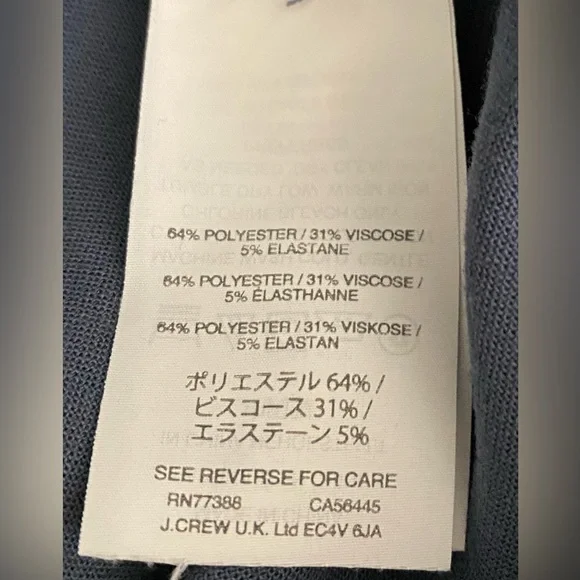 64% POLYESTER / 31% VISCOSE /
5% ELASTANE
64% POLYESTER / 31% VISCOSE /
5% ÉLASTHANNE
64% POLYESTER / 31% VISKOSE /
5% ELASTAN
ポリエステル 64% /
ビスコース 31% /
エラステーン 5%
SEE REVERSE FOR CARE
RN77388 CA56445
J.CREW U.K. Ltd EC4V 6JA